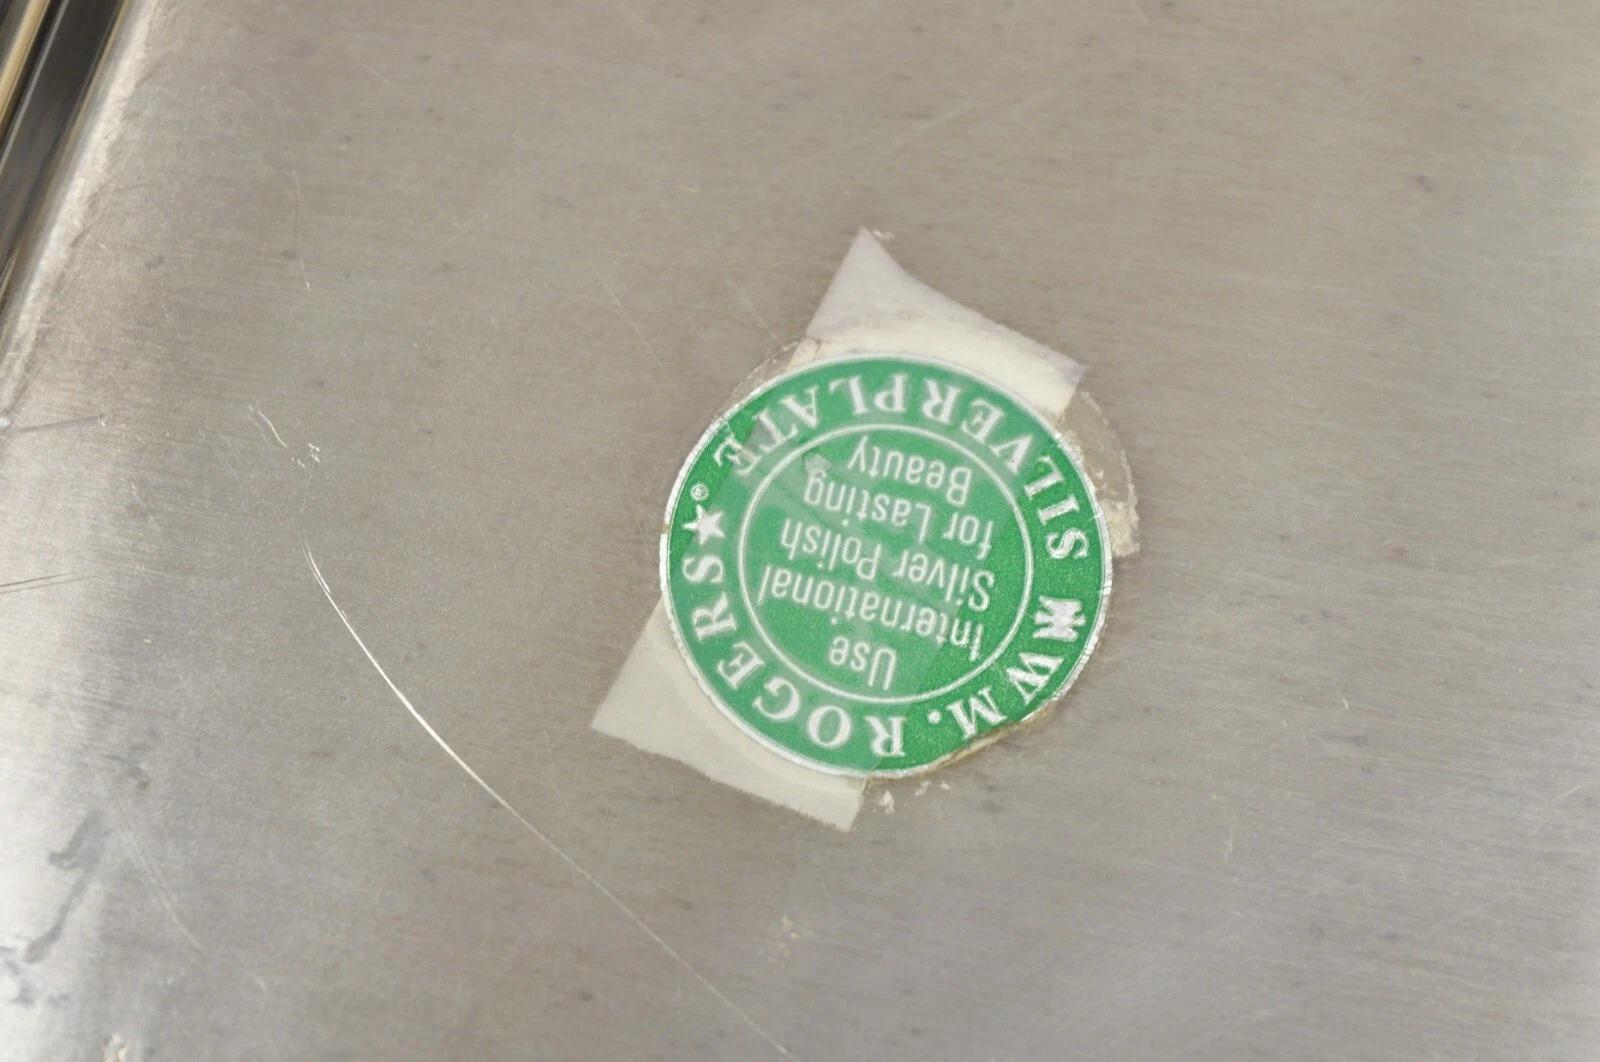 WM. ROGERS★®
SILVERPLATE
Use
International
Silver Polish
for Lasting
Beauty